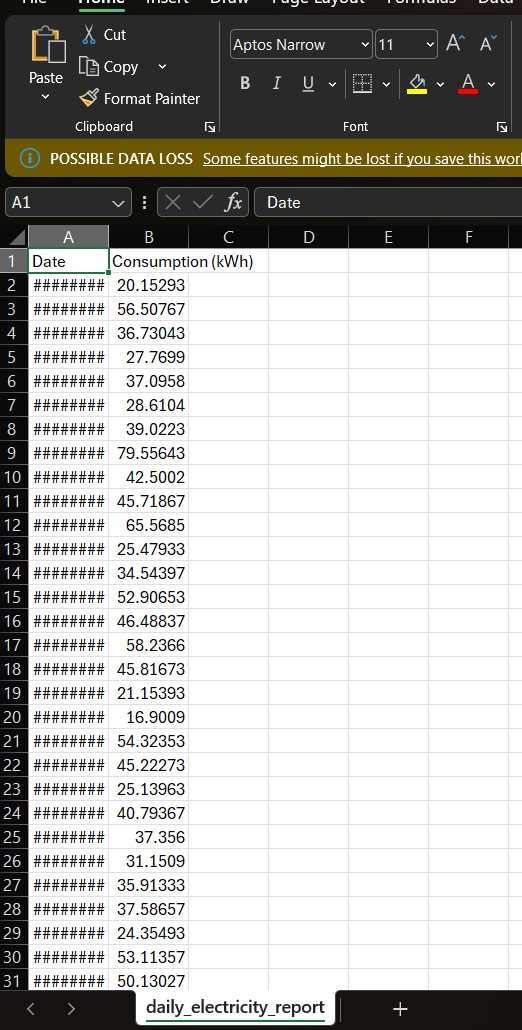 File Home Insert Draw Page Layout Formulas Data
Cut
Copy
Paste
Format Painter
Clipboard
Aptos Narrow 11 A A
B I U A
Font
POSSIBLE DATA LOSS Some features might be lost if you save this
A1 fx Date
A B C D E F
1 Date Consumption (kWh)
2 ######## 20.15293
3 ######## 56.50767
4 ######## 36.73043
5 ######## 27.7699
6 ######## 37.0958
7 ######## 28.6104
8 ######## 39.0223
9 ######## 79.55643
10 ######## 42.5002
11 ######## 45.71867
12 ######## 65.5685
13 ######## 25.47933
14 ######## 34.54397
15 ######## 52.90653
16 ######## 46.48837
17 ######## 58.2366
18 ######## 45.81673
19 ######## 21.15393
20 ######## 16.9009
21 ######## 54.32353
22 ######## 45.22273
23 ######## 25.13963
24 ######## 40.79367
25 ######## 37.356
26 ######## 31.1509
27 ######## 35.91333
28 ######## 37.58657
29 ######## 24.35493
30 ######## 53.11357
31 ######## 50.13027
daily_electricity_report